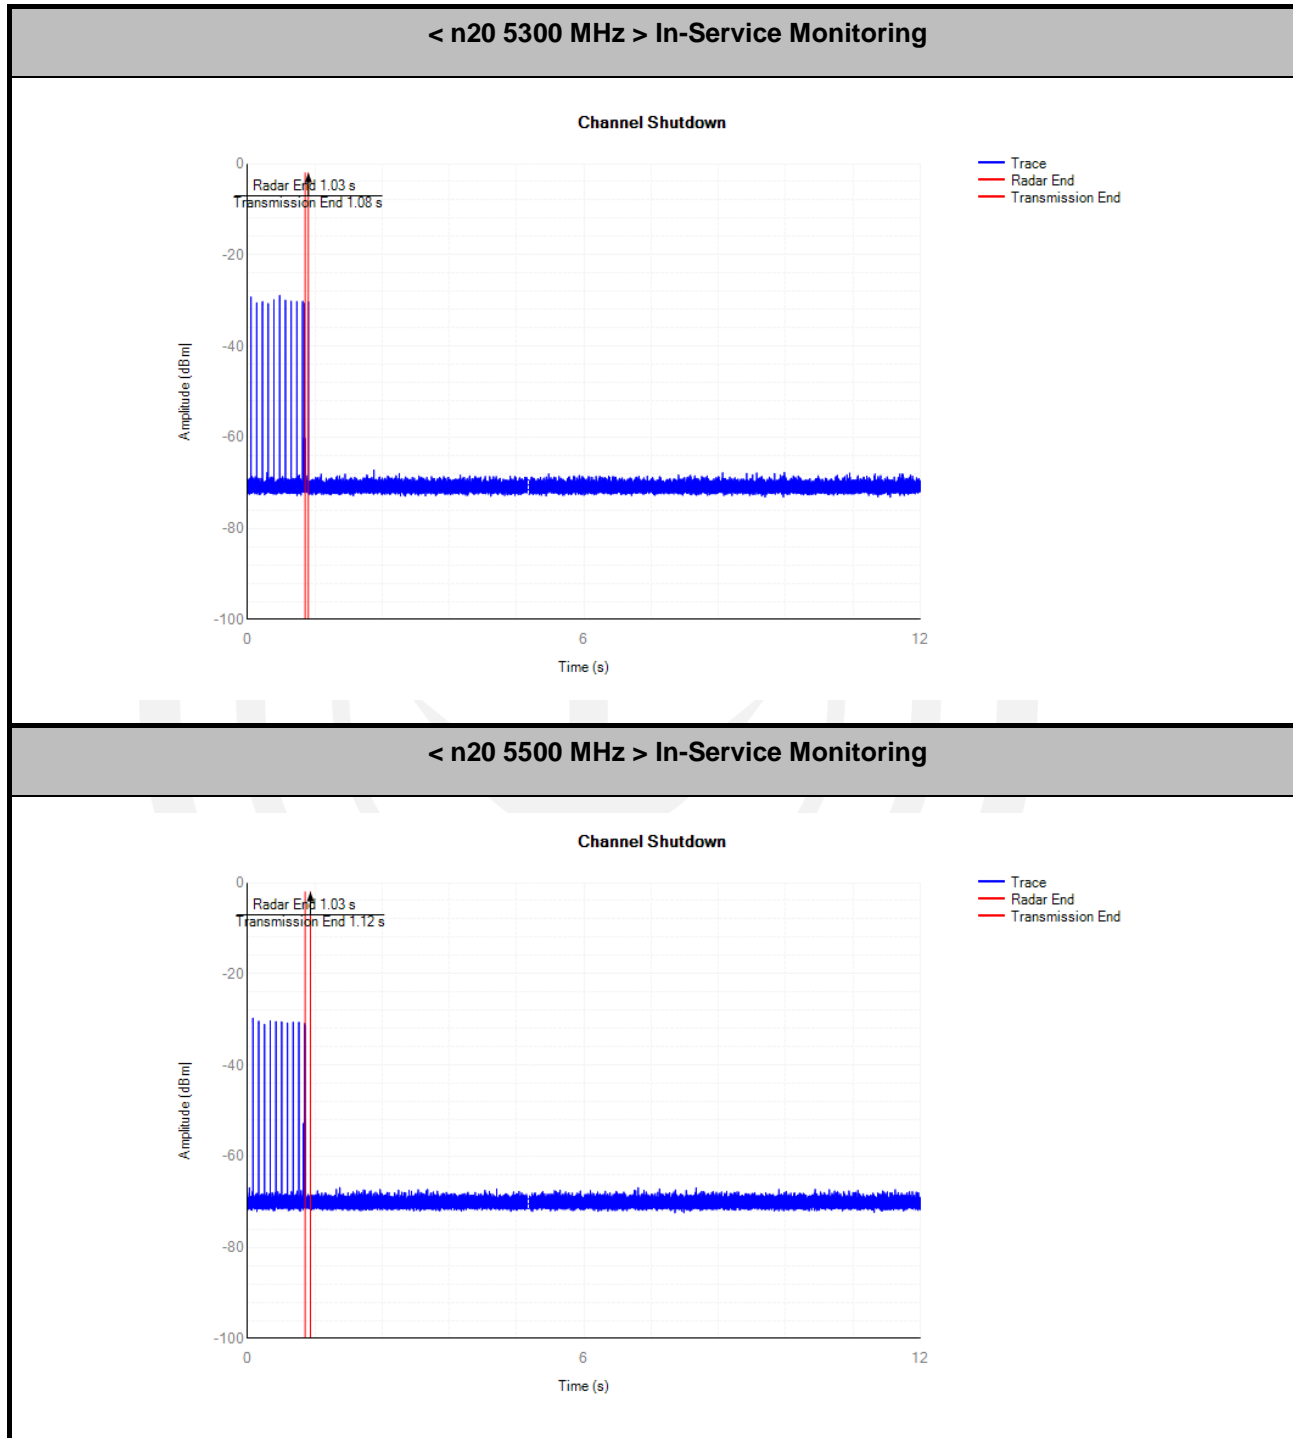 < n20 5300 MHz > In-Service Monitoring
Channel Shutdown
0
Radar End 1.03 s
Transmission End 1.08 s
-20
-40
-60
-80
-100
Amplitude [dBm]
0
6
12
Time (s)
Trace
Radar End
Transmission End
< n20 5500 MHz > In-Service Monitoring
Channel Shutdown
0
Radar End 1.03 s
Transmission End 1.12 s
-20
-40
-60
-80
-100
Amplitude [dBm]
0
6
12
Time (s)
Trace
Radar End
Transmission End